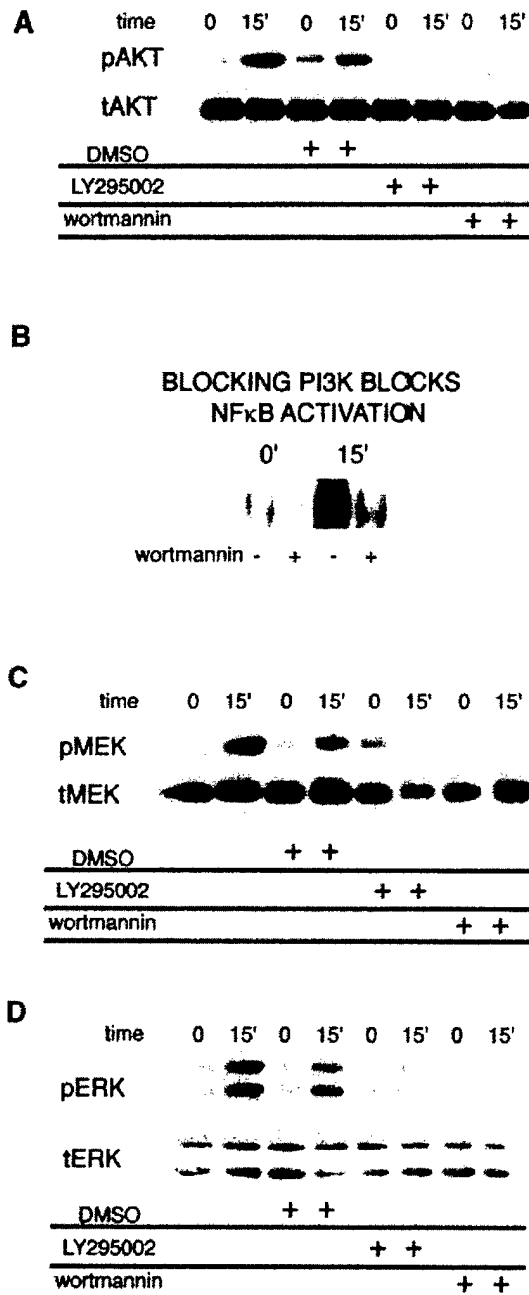 A
time 0 15' 0 15' 0 15' 0 15'
pAKT
tAKT
DMSO + +
LY295002 + +
wortmannin + +
B
BLOCKING PI3K BLOCKS
NFκB ACTIVATION
0' 15'
wortmannin - + - +
C
time 0 15' 0 15' 0 15' 0 15'
pMEK
tMEK
DMSO + +
LY295002 + +
wortmannin + +
D
time 0 15' 0 15' 0 15' 0 15'
pERK
tERK
DMSO + +
LY295002 + +
wortmannin + +